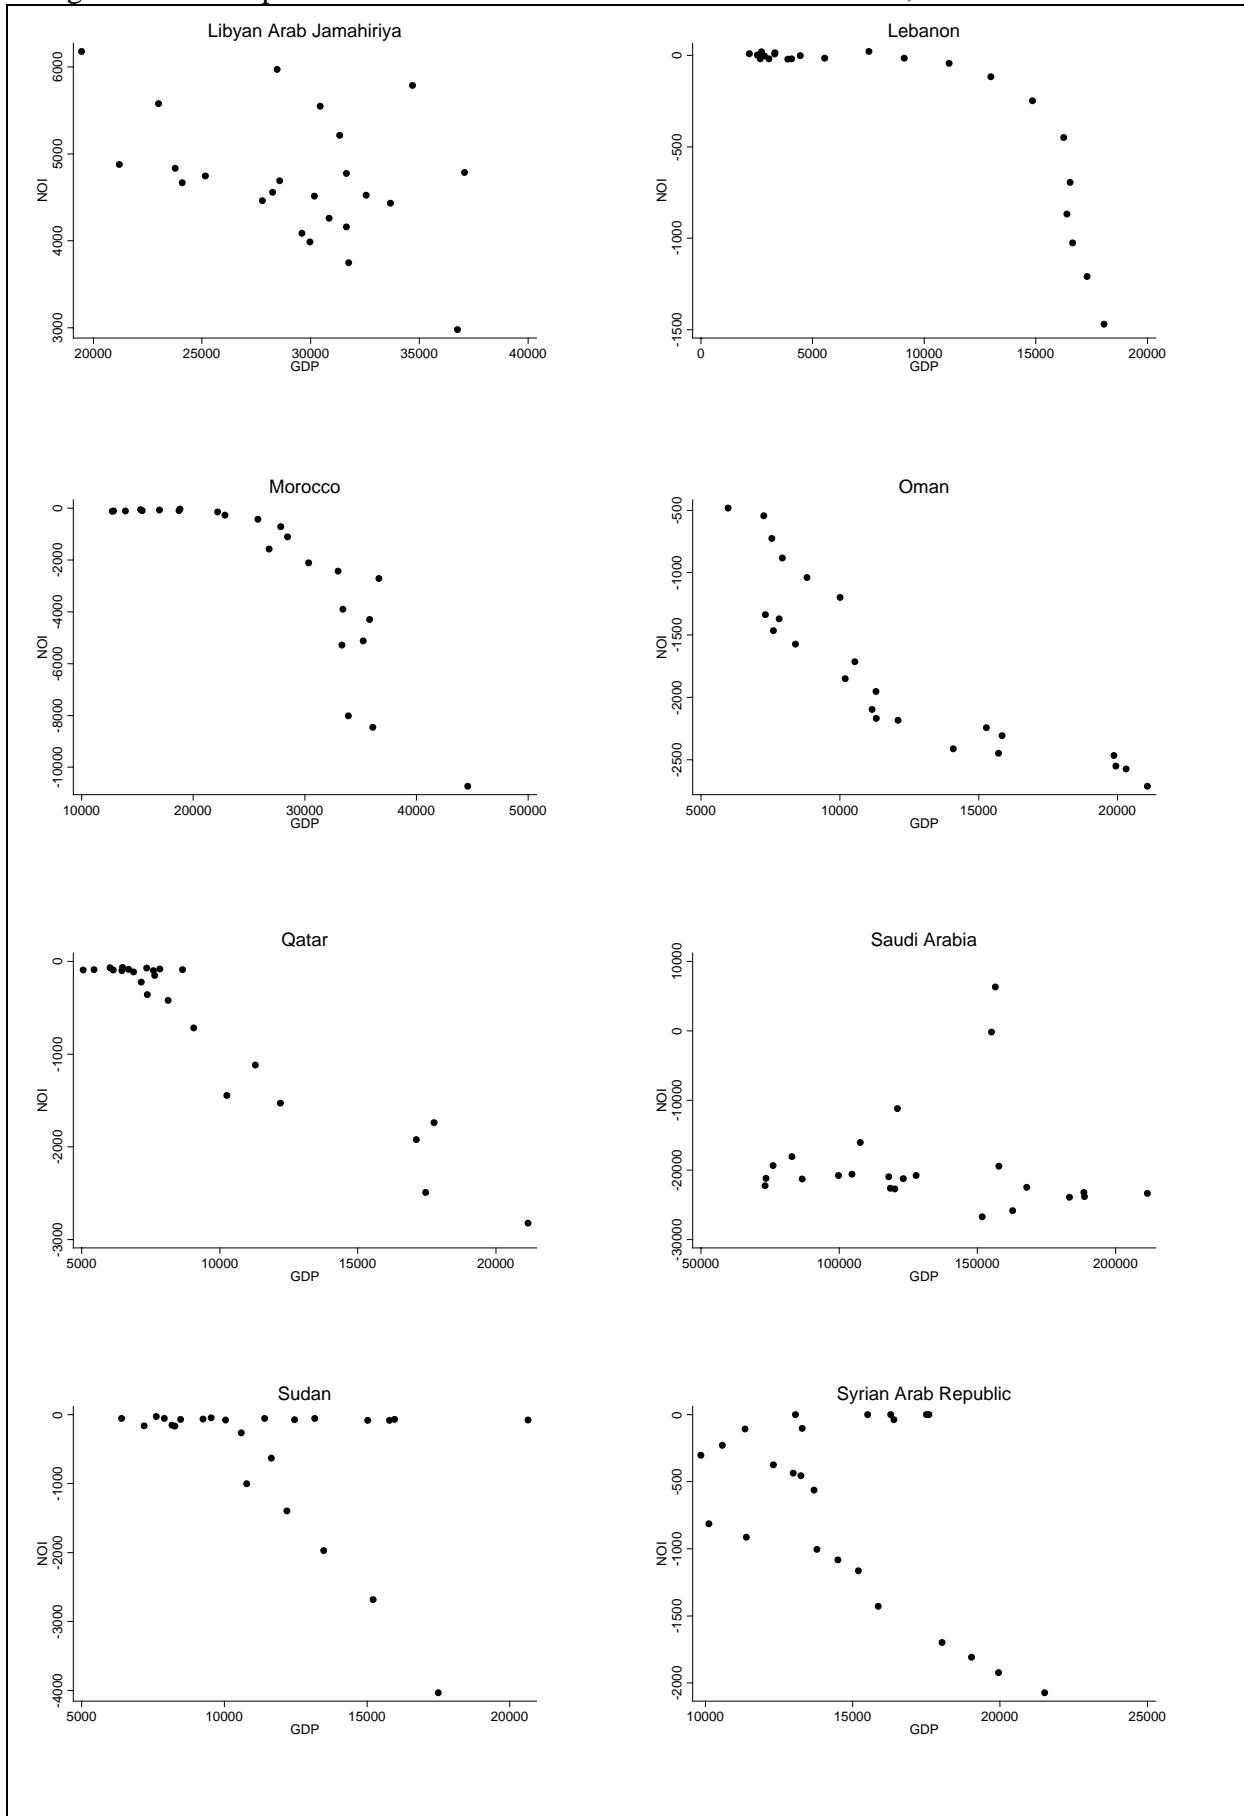 Libyan Arab Jamahiriya
NOI
3000 4000 5000 6000
20000 25000 30000 35000 40000
GDP
Lebanon
NOI
-1500 -1000 -500 0
0 5000 10000 15000 20000
GDP
Morocco
NOI
-10000 -8000 -6000 -4000 -2000 0
10000 20000 30000 40000 50000
GDP
Oman
NOI
-2500 -2000 -1500 -1000 -500
5000 10000 15000 20000
GDP
Qatar
NOI
-3000 -2000 -1000 0
5000 10000 15000 20000
GDP
Saudi Arabia
NOI
-30000 -20000 -10000 0 10000
50000 100000 150000 200000
GDP
Sudan
NOI
-4000 -3000 -2000 -1000 0
5000 10000 15000 20000
GDP
Syrian Arab Republic
NOI
-2000 -1500 -1000 -500 0
10000 15000 20000 25000
GDP